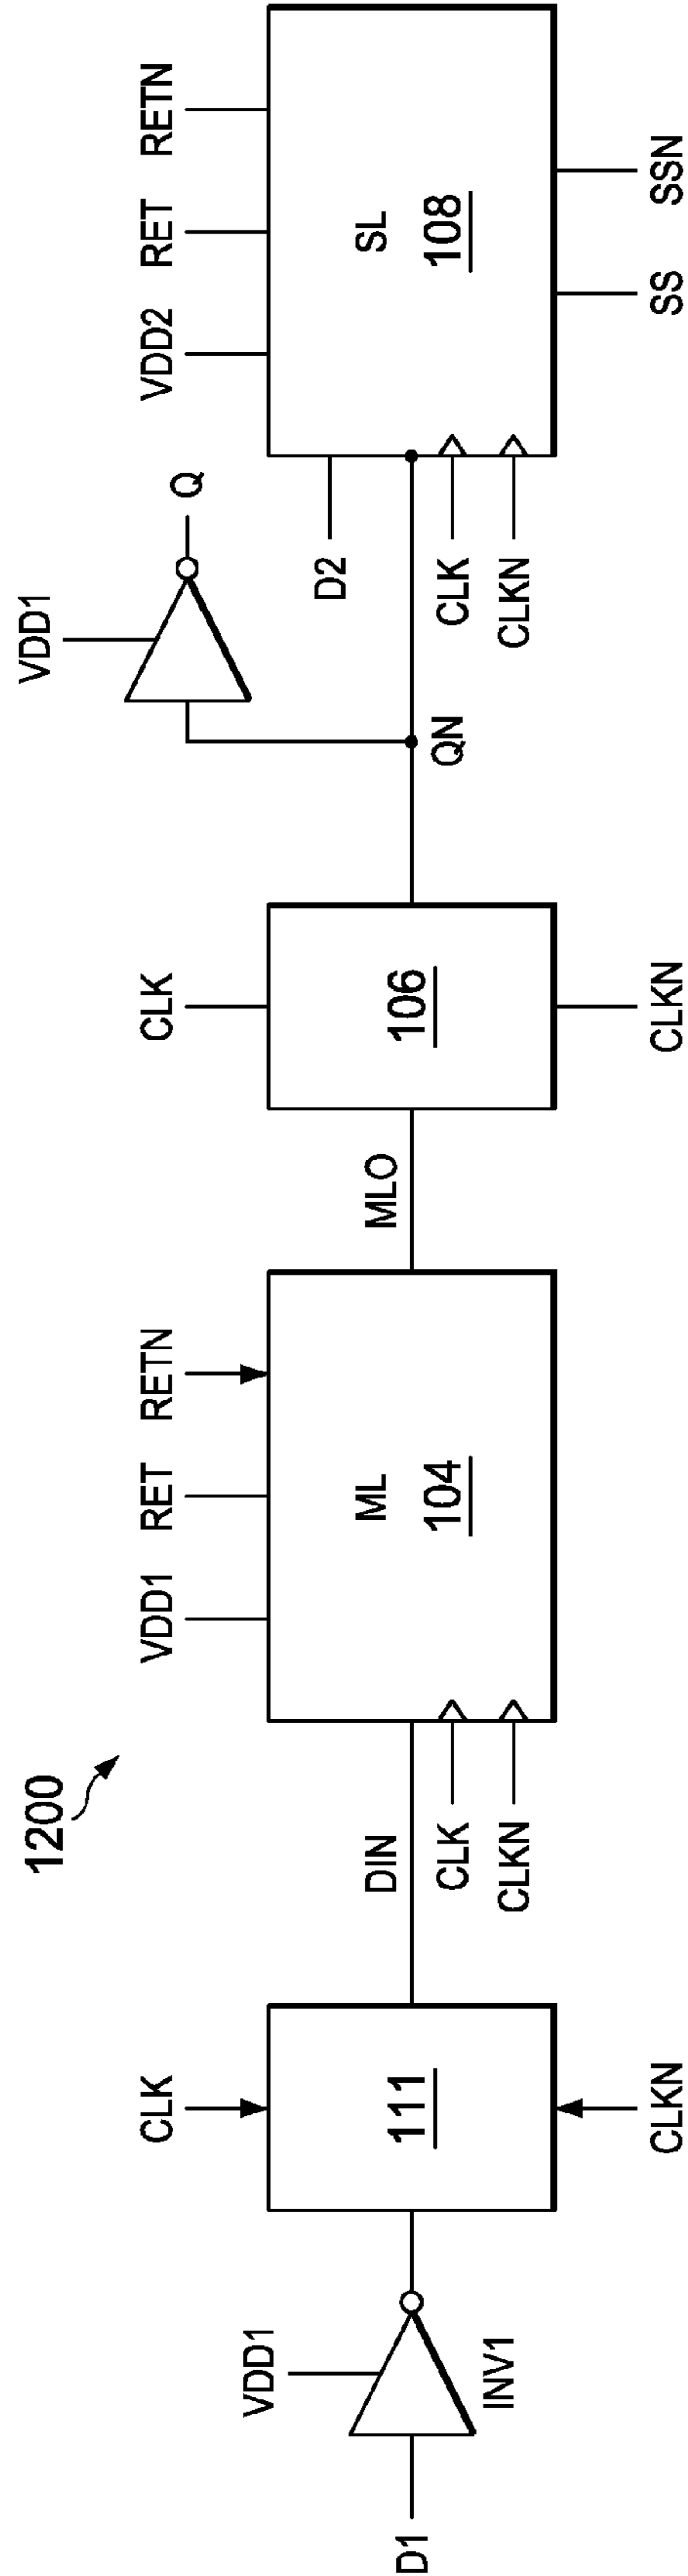 1200
D1
VDD1
INV1
CLK
111
CLKN
DIN
VDD1
RET
RETN
ML
104
CLK
CLKN
MLO
CLK
106
CLKN
QN
VDD1
Q
D2
CLK
CLKN
VDD2
RET
RETN
SL
108
SS
SSN